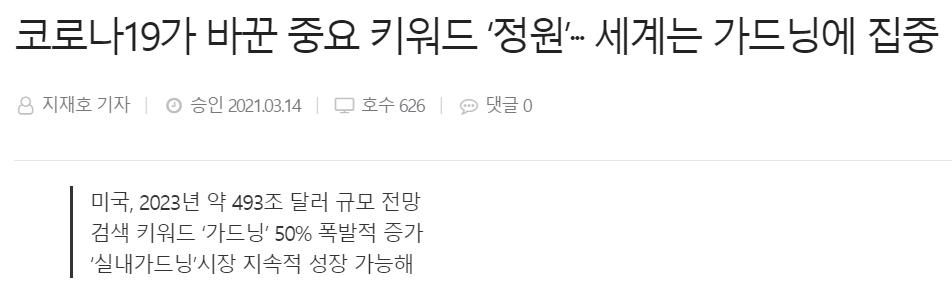 코로나19가 바꾼 중요 키워드 ‘정원’… 세계는 가드닝에 집중
지재호 기자 | 승인 2021.03.14 | 호수 626 | 댓글 0
미국, 2023년 약 493조 달러 규모 전망
검색 키워드 ‘가드닝’ 50% 폭발적 증가
‘실내가드닝’시장 지속적 성장 가능해